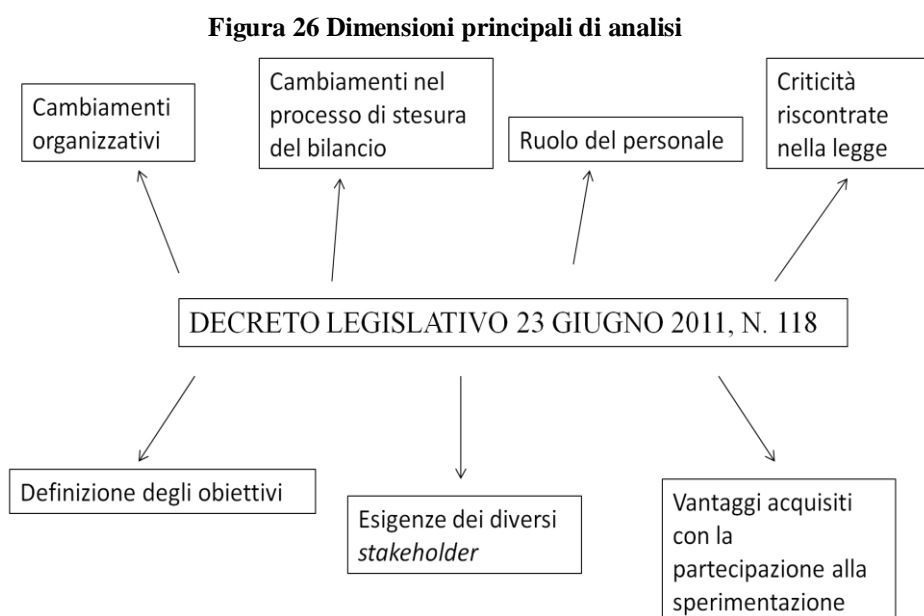 Figura 26 Dimensioni principali di analisi
Cambiamenti
organizzativi
Cambiamenti nel
processo di stesura
del bilancio
Ruolo del personale
Criticità
riscontrate
nella legge
DECRETO LEGISLATIVO 23 GIUGNO 2011, N. 118
Definizione degli obiettivi
Esigenze dei diversi
stakeholder
Vantaggi acquisiti
con la
partecipazione alla
sperimentazione